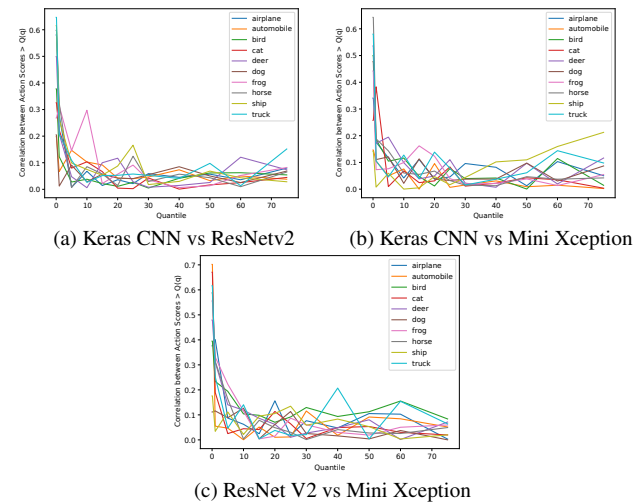 Correlation between Action Scores > Q(q)
0.6
0.5
0.4
0.3
0.2
0.1
0.0
0 10 20 30 40 50 60 70
Quantile
airplane
automobile
bird
cat
deer
dog
frog
horse
ship
truck
(a) Keras CNN vs ResNetv2
Correlation between Action Scores > Q(q)
0.6
0.5
0.4
0.3
0.2
0.1
0.0
0 10 20 30 40 50 60 70
Quantile
airplane
automobile
bird
cat
deer
dog
frog
horse
ship
truck
(b) Keras CNN vs Mini Xception
Correlation between Action Scores > Q(q)
0.7
0.6
0.5
0.4
0.3
0.2
0.1
0.0
0 10 20 30 40 50 60 70
Quantile
airplane
automobile
bird
cat
deer
dog
frog
horse
ship
truck
(c) ResNet V2 vs Mini Xception